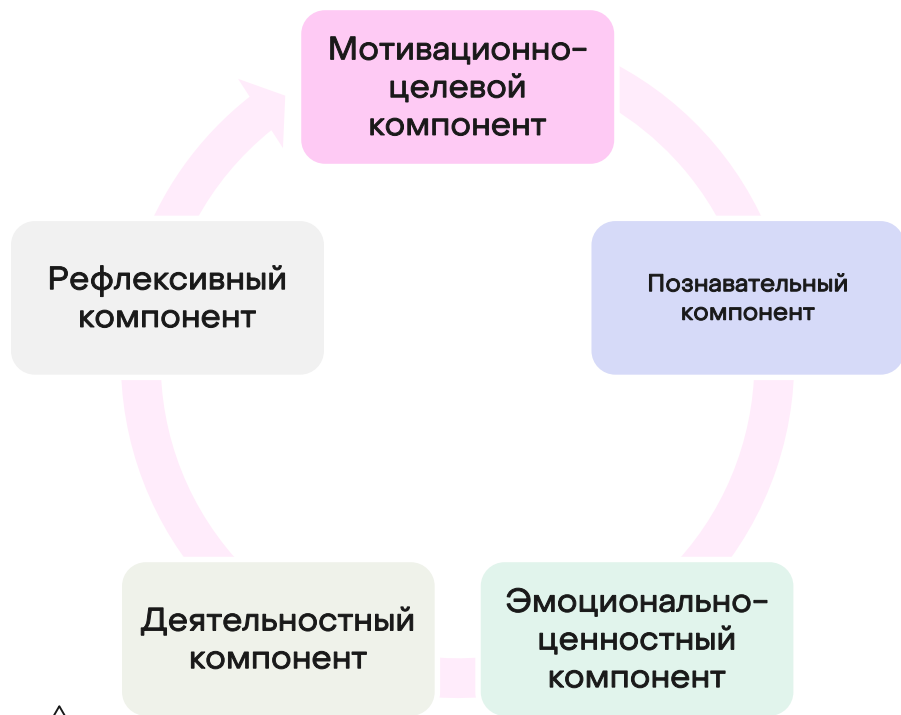 Мотивационно-
целевой
компонент
Познавательный
компонент
Эмоционально-
ценностный
компонент
Деятельностный
компонент
Рефлексивный
компонент